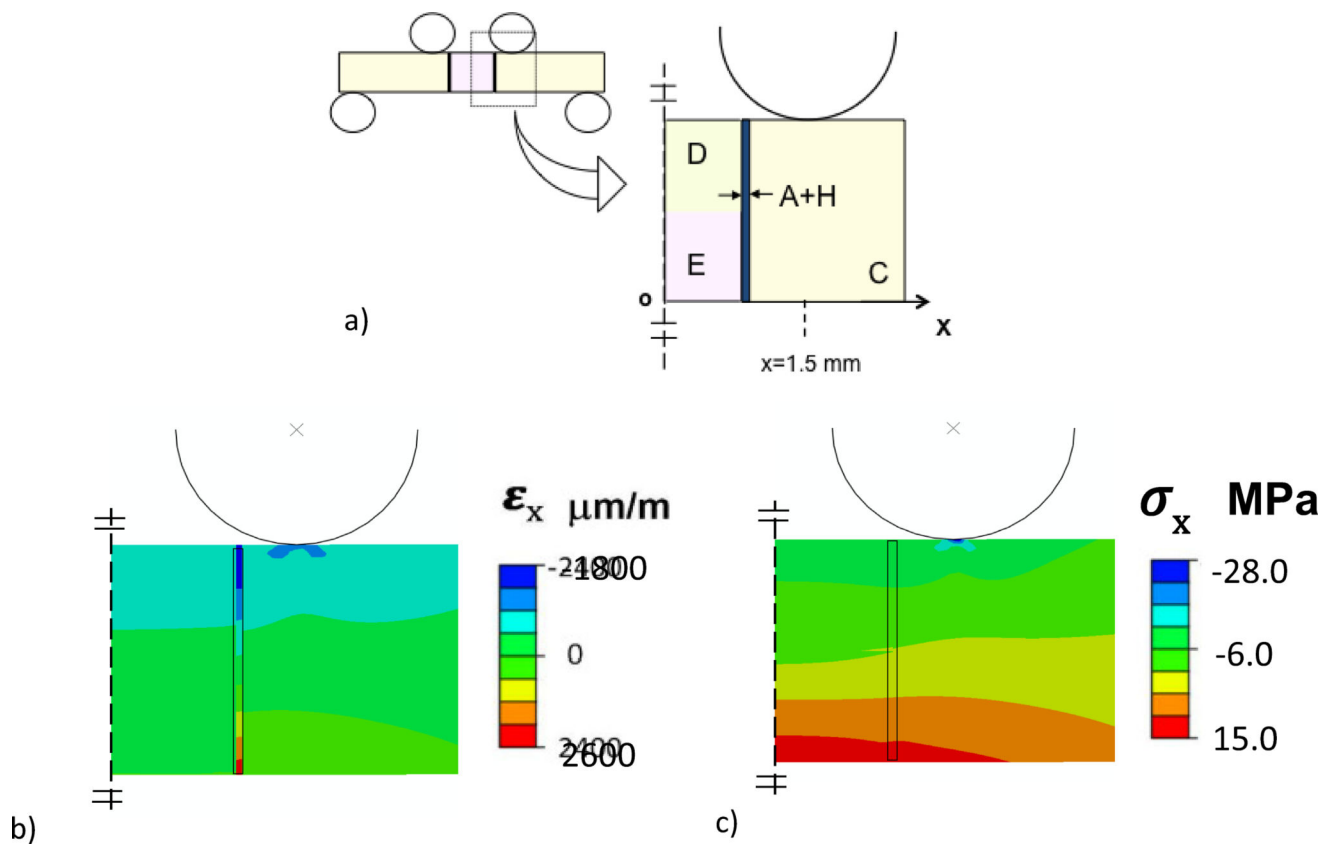 D
A+H
E
C
o
x
a)
x=1.5 mm
εx μm/m
-1800
0
2600
b)
σx MPa
-28.0
-6.0
15.0
c)